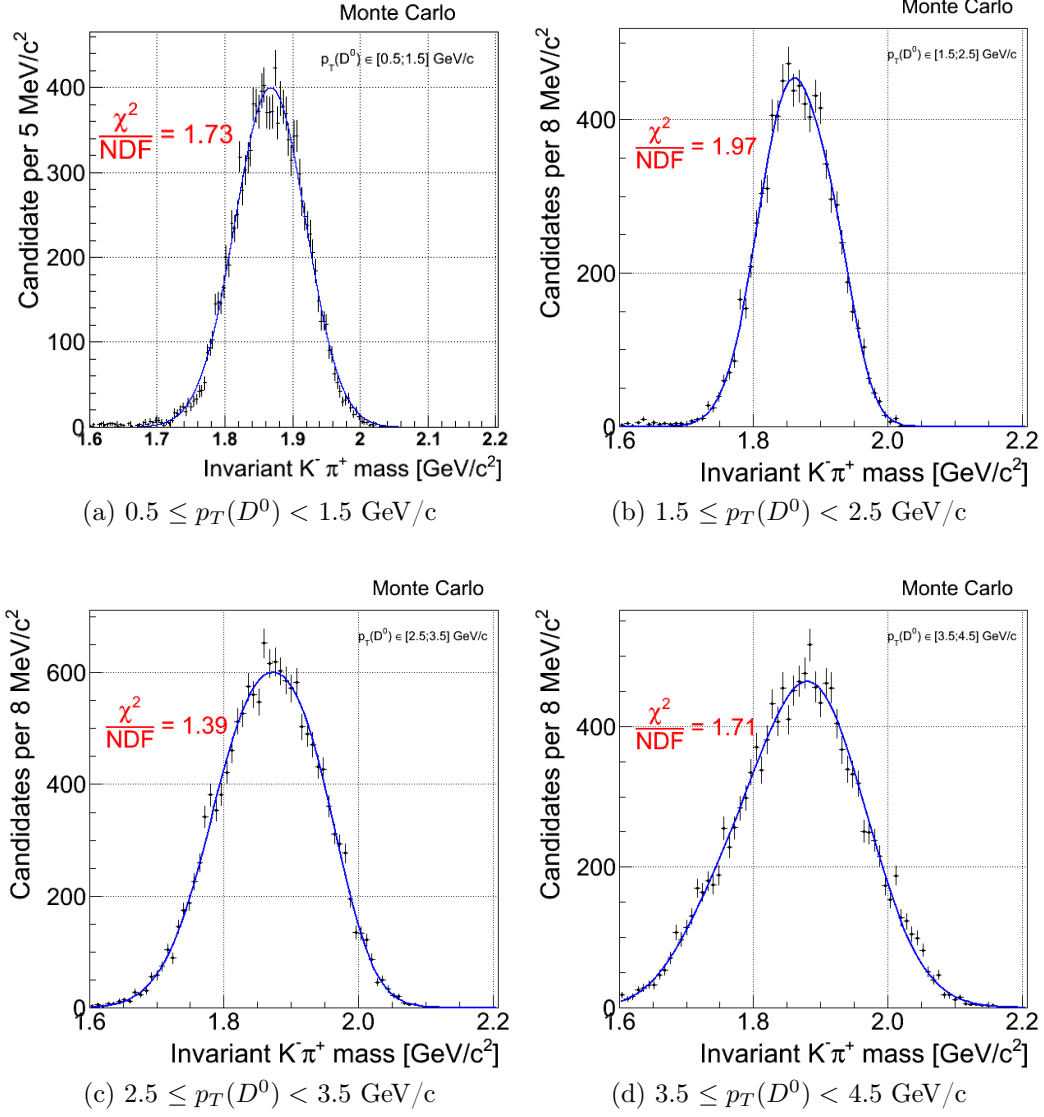 Monte Carlo
Candidate per 5 MeV/c²
p_T(D⁰) ∈ [0.5;1.5] GeV/c
χ²/NDF = 1.73
400
300
200
100
0
1.6 1.7 1.8 1.9 2 2.1 2.2
Invariant K⁻π⁺ mass [GeV/c²]
(a) 0.5 ≤ p_T(D⁰) < 1.5 GeV/c
Monte Carlo
Candidates per 8 MeV/c²
p_T(D⁰) ∈ [1.5;2.5] GeV/c
χ²/NDF = 1.97
400
200
0
1.6 1.8 2.0 2.2
Invariant K⁻π⁺ mass [GeV/c²]
(b) 1.5 ≤ p_T(D⁰) < 2.5 GeV/c
Monte Carlo
Candidates per 8 MeV/c²
p_T(D⁰) ∈ [2.5;3.5] GeV/c
χ²/NDF = 1.39
600
400
200
0
1.6 1.8 2.0 2.2
Invariant K⁻π⁺ mass [GeV/c²]
(c) 2.5 ≤ p_T(D⁰) < 3.5 GeV/c
Monte Carlo
Candidates per 8 MeV/c²
p_T(D⁰) ∈ [3.5;4.5] GeV/c
χ²/NDF = 1.71
400
200
0
1.6 1.8 2.0 2.2
Invariant K⁻π⁺ mass [GeV/c²]
(d) 3.5 ≤ p_T(D⁰) < 4.5 GeV/c